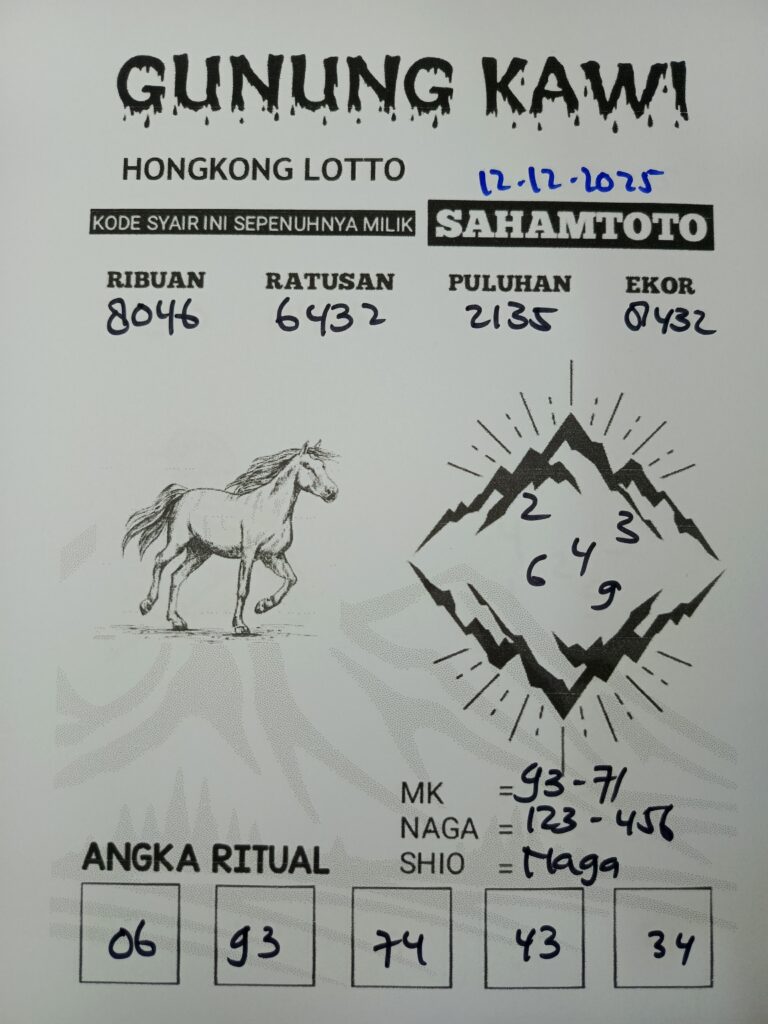 GUNUNG KAWI
HONGKONG LOTTO
12.12.2025
KODE SYAIR INI SEPENUHNYA MILIK SAHAMTOTO
RIBUAN RATUSAN PULUHAN EKOR
8046 6432 2135 8432
2
3
4
6
9
MK =93-71
NAGA = 123-456
SHIO = Naga
ANGKA RITUAL
06 93 74 43 34